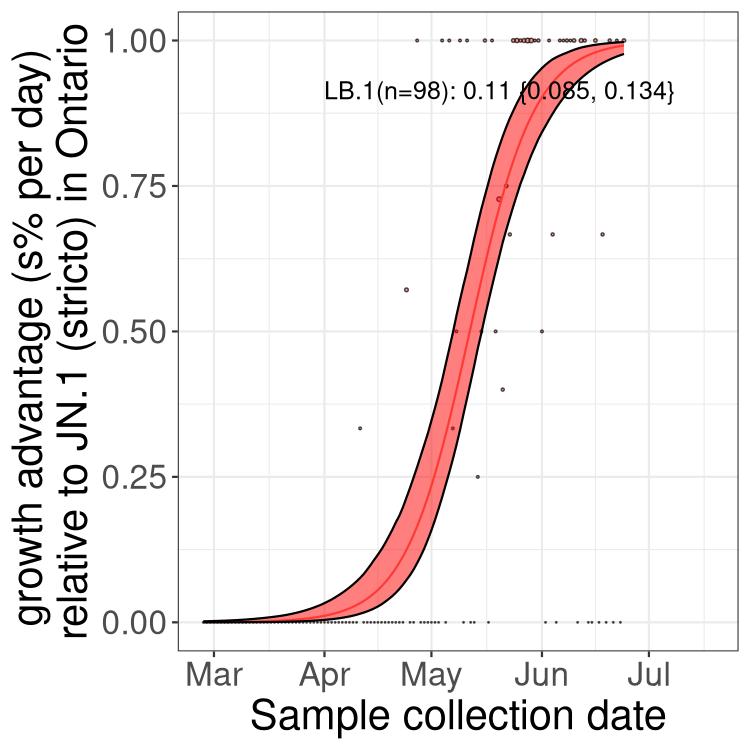 growth advantage (s% per day)
relative to JN.1 (stricto) in Ontario
1.00
0.75
0.50
0.25
0.00
LB.1(n=98): 0.11 {0.085, 0.134}
Mar Apr May Jun Jul
Sample collection date